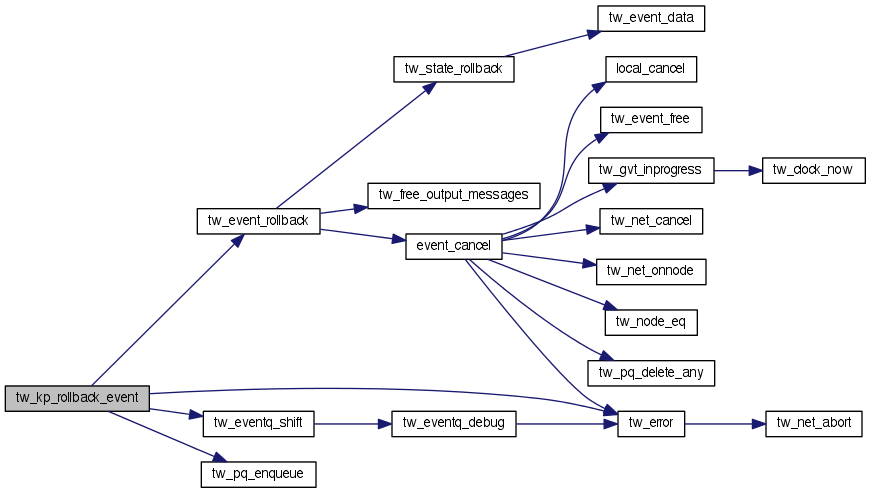 tw_event_data
tw_state_rollback
local_cancel
tw_event_free
tw_gvt_inprogress
tw_clock_now
tw_free_output_messages
tw_event_rollback
tw_net_cancel
event_cancel
tw_net_onnode
tw_node_eq
tw_pq_delete_any
tw_kp_rollback_event
tw_eventq_shift
tw_eventq_debug
tw_error
tw_net_abort
tw_pq_enqueue